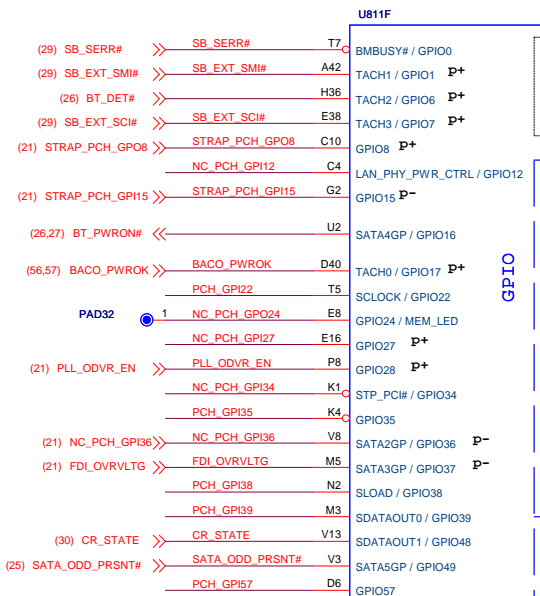 U811F
(29) SB_SERR# SB_SERR# T7 BMBUSY# / GPIO0
(29) SB_EXT_SMI# SB_EXT_SMI# A42 TACH1 / GPIO1 p+
(26) BT_DET# H36 TACH2 / GPIO6 p+
(29) SB_EXT_SCI# SB_EXT_SCI# E38 TACH3 / GPIO7 p+
(21) STRAP_PCH_GPO8 STRAP_PCH_GPO8 C10 GPIO8 p+
NC_PCH_GPI12 C4 LAN_PHY_PWR_CTRL / GPIO12
(21) STRAP_PCH_GPI15 STRAP_PCH_GPI15 G2 GPIO15 p-
(26,27) BT_PWRON# U2 SATA4GP / GPIO16
(56,57) BACO_PWROK BACO_PWROK D40 TACH0 / GPIO17 p+
GPIO
PCH_GPI22 T5 SCLOCK / GPIO22
PAD32 1 NC_PCH_GPO24 E8 GPIO24 / MEM_LED
NC_PCH_GPI27 E16 GPIO27 p+
(21) PLL_ODVR_EN PLL_ODVR_EN P8 GPIO28 p+
NC_PCH_GPI34 K1 STP_PCI# / GPIO34
PCH_GPI35 K4 GPIO35
(21) NC_PCH_GPI36 NC_PCH_GPI36 V8 SATA2GP / GPIO36 p-
(21) FDI_OVRVLTG FDI_OVRVLTG M5 SATA3GP / GPIO37 p-
PCH_GPI38 N2 SLOAD / GPIO38
PCH_GPI39 M3 SDATAOUT0 / GPIO39
(30) CR_STATE CR_STATE V13 SDATAOUT1 / GPIO48
(25) SATA_ODD_PRSNT# SATA_ODD_PRSNT# V3 SATA5GP / GPIO49
PCH_GPI57 D6 GPIO57